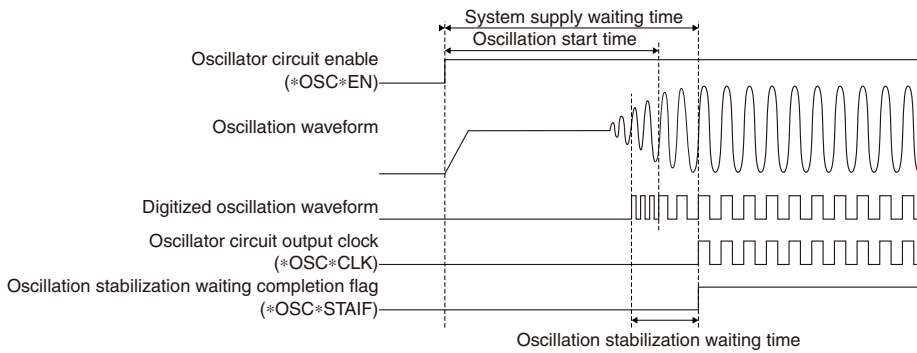 System supply waiting time
Oscillation start time
Oscillator circuit enable
(*OSC*EN)
Oscillation waveform
Digitized oscillation waveform
Oscillator circuit output clock
(*OSC*CLK)
Oscillation stabilization waiting completion flag
(*OSC*STAIF)
Oscillation stabilization waiting time